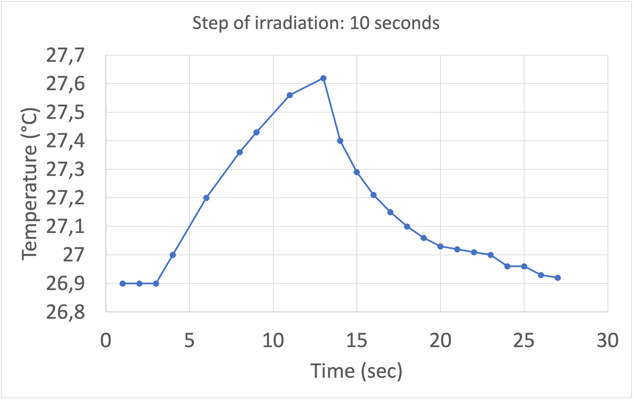 Step of irradiation: 10 seconds
27,7
27,6
27,5
27,4
27,3
27,2
27,1
27
26,9
26,8
Temperature (°C)
0 5 10 15 20 25 30
Time (sec)